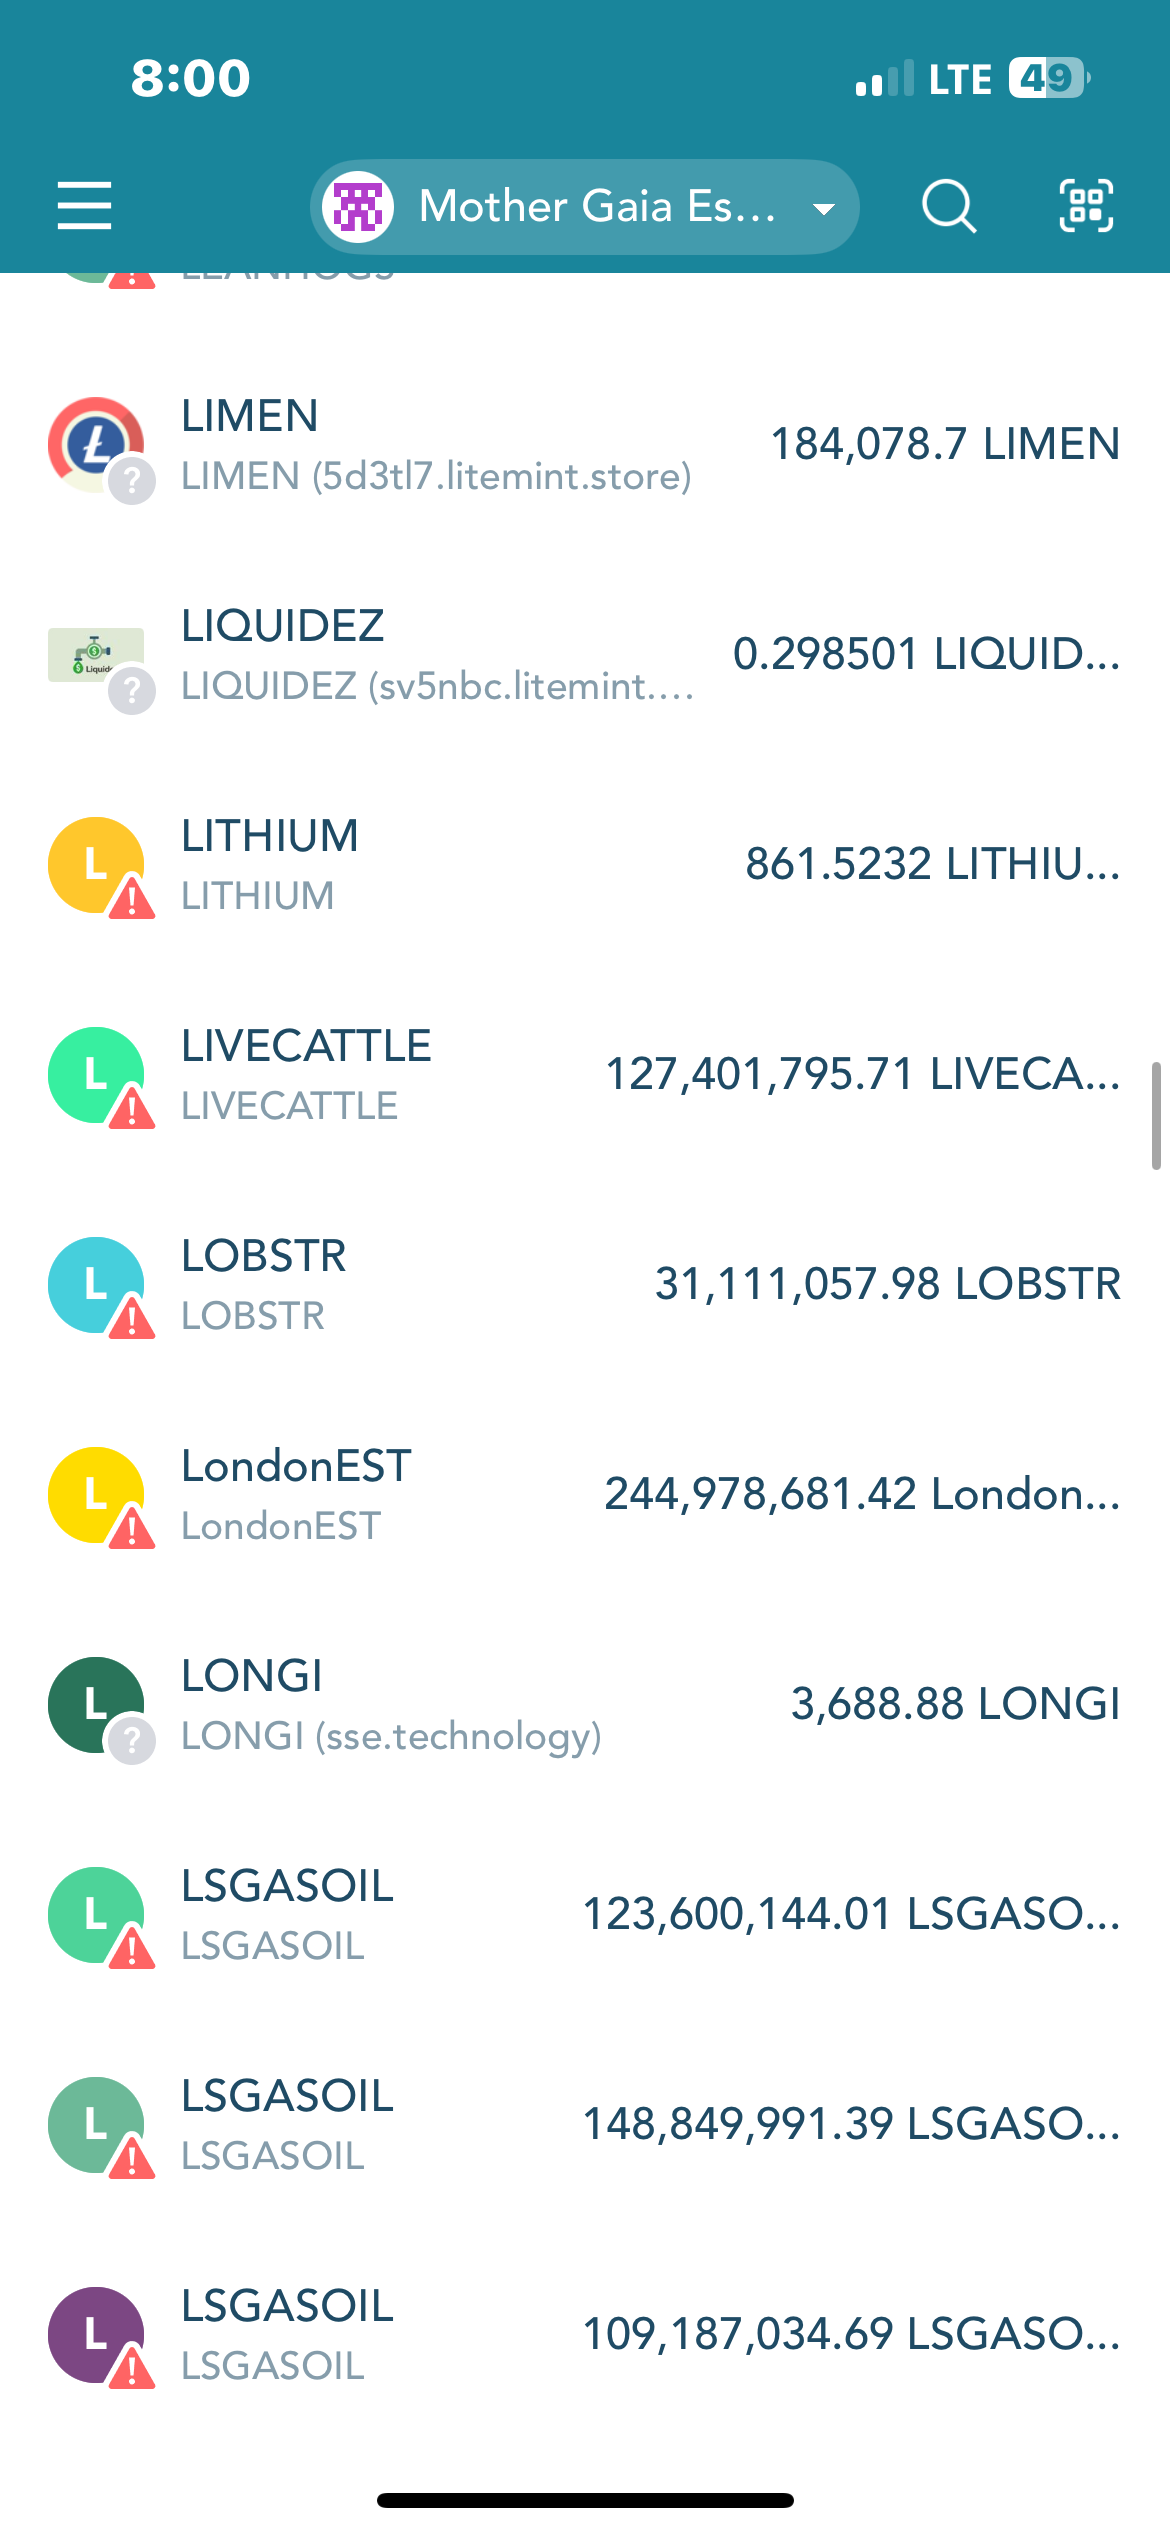 8:00
LTE 49
Mother Gaia Es...
LEANHOGS
LIMEN
184,078.7 LIMEN
LIMEN (5d3tl7.litemint.store)
LIQUIDEZ
0.298501 LIQUID...
LIQUIDEZ (sv5nbc.litemint....
L
LITHIUM
861.5232 LITHIU...
LITHIUM
L
LIVECATTLE
127,401,795.71 LIVECA...
LIVECATTLE
L
LOBSTR
31,111,057.98 LOBSTR
LOBSTR
L
LondonEST
244,978,681.42 London...
LondonEST
L
LONGI
3,688.88 LONGI
LONGI (sse.technology)
L
LSGASOIL
123,600,144.01 LSGASO...
LSGASOIL
L
LSGASOIL
148,849,991.39 LSGASO...
LSGASOIL
L
LSGASOIL
109,187,034.69 LSGASO...
LSGASOIL